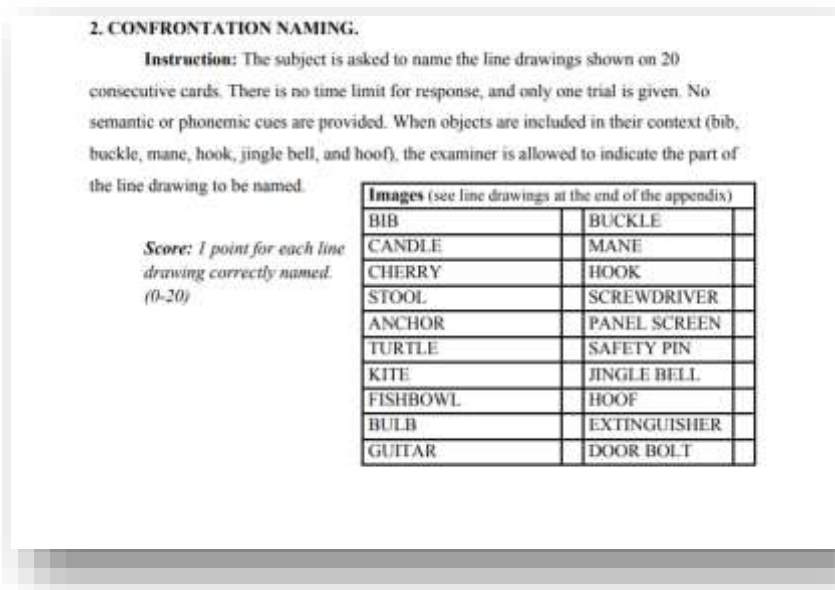 2. CONFRONTATION NAMING.
Instruction: The subject is asked to name the line drawings shown on 20
consecutive cards. There is no time limit for response, and only one trial is given. No
semantic or phonemic cues are provided. When objects are included in their context (bib,
buckle, mane, hook, jingle bell, and hoof), the examiner is allowed to indicate the part of
the line drawing to be named.
Score: 1 point for each line
drawing correctly named.
(0-20)
Images (see line drawings at the end of the appendix)
BIB BUCKLE
CANDLE MANE
CHERRY HOOK
STOOL SCREWDRIVER
ANCHOR PANEL SCREEN
TURTLE SAFETY PIN
KITE JINGLE BELL
FISHBOWL HOOF
BULB EXTINGUISHER
GUITAR DOOR BOLT